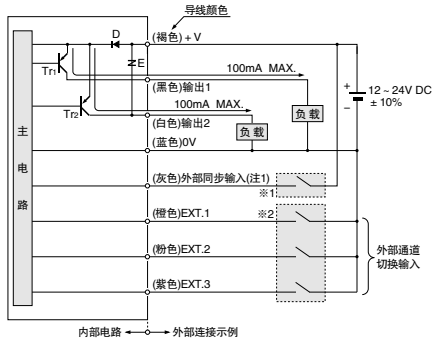 导线颜色
D
(褐色)+V
Tr1
ZE
100mA MAX.
(黑色)输出1
+
12~24V DC
±10%
−
100mA MAX.
负载
Tr2
(白色)输出2
负载
主电路
(蓝色)0V
(灰色)外部同步输入(注1)
※1
(橙色)EXT.1
※2
(粉色)EXT.2
外部通道
切换输入
(紫色)EXT.3
内部电路
外部连接示例